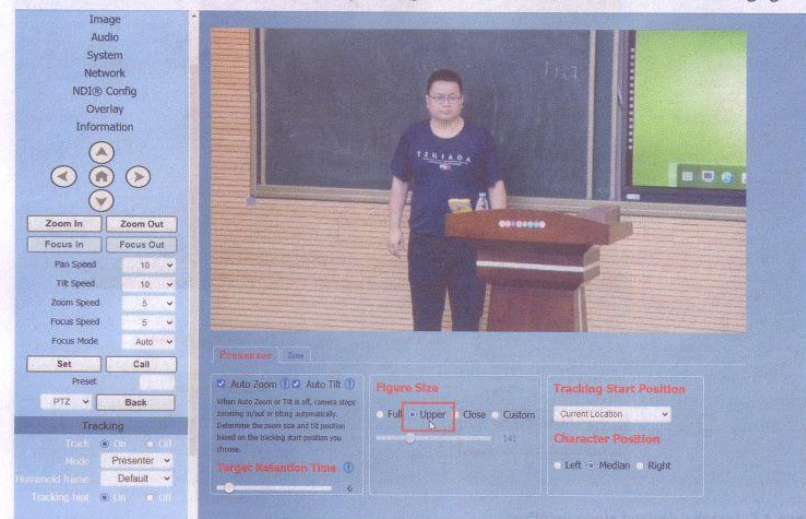 Image
Audio
System
Network
NDI® Config
Overlay
Information
Zoom In
Zoom Out
Focus In
Focus Out
Pan Speed
10
Tilt Speed
10
Zoom Speed
5
Focus Speed
5
Focus Mode
Auto
Set
Call
Preset
PTZ
Back
Tracking
Track
On
Off
Mode
Presenter
Humanoid frame
Default
Tracking hint
On
Off
Presenter
Zone
Auto Zoom
Auto Tilt
When Auto Zoom or Tilt is off, camera stops
zooming in/out or tilting automatically.
Determine the zoom size and tilt position
based on the tracking start position you
choose.
Target Retention Time
6
Figure Size
Full
Upper
Close
Custom
141
Tracking Start Position
Current Location
Character Position
Left
Median
Right